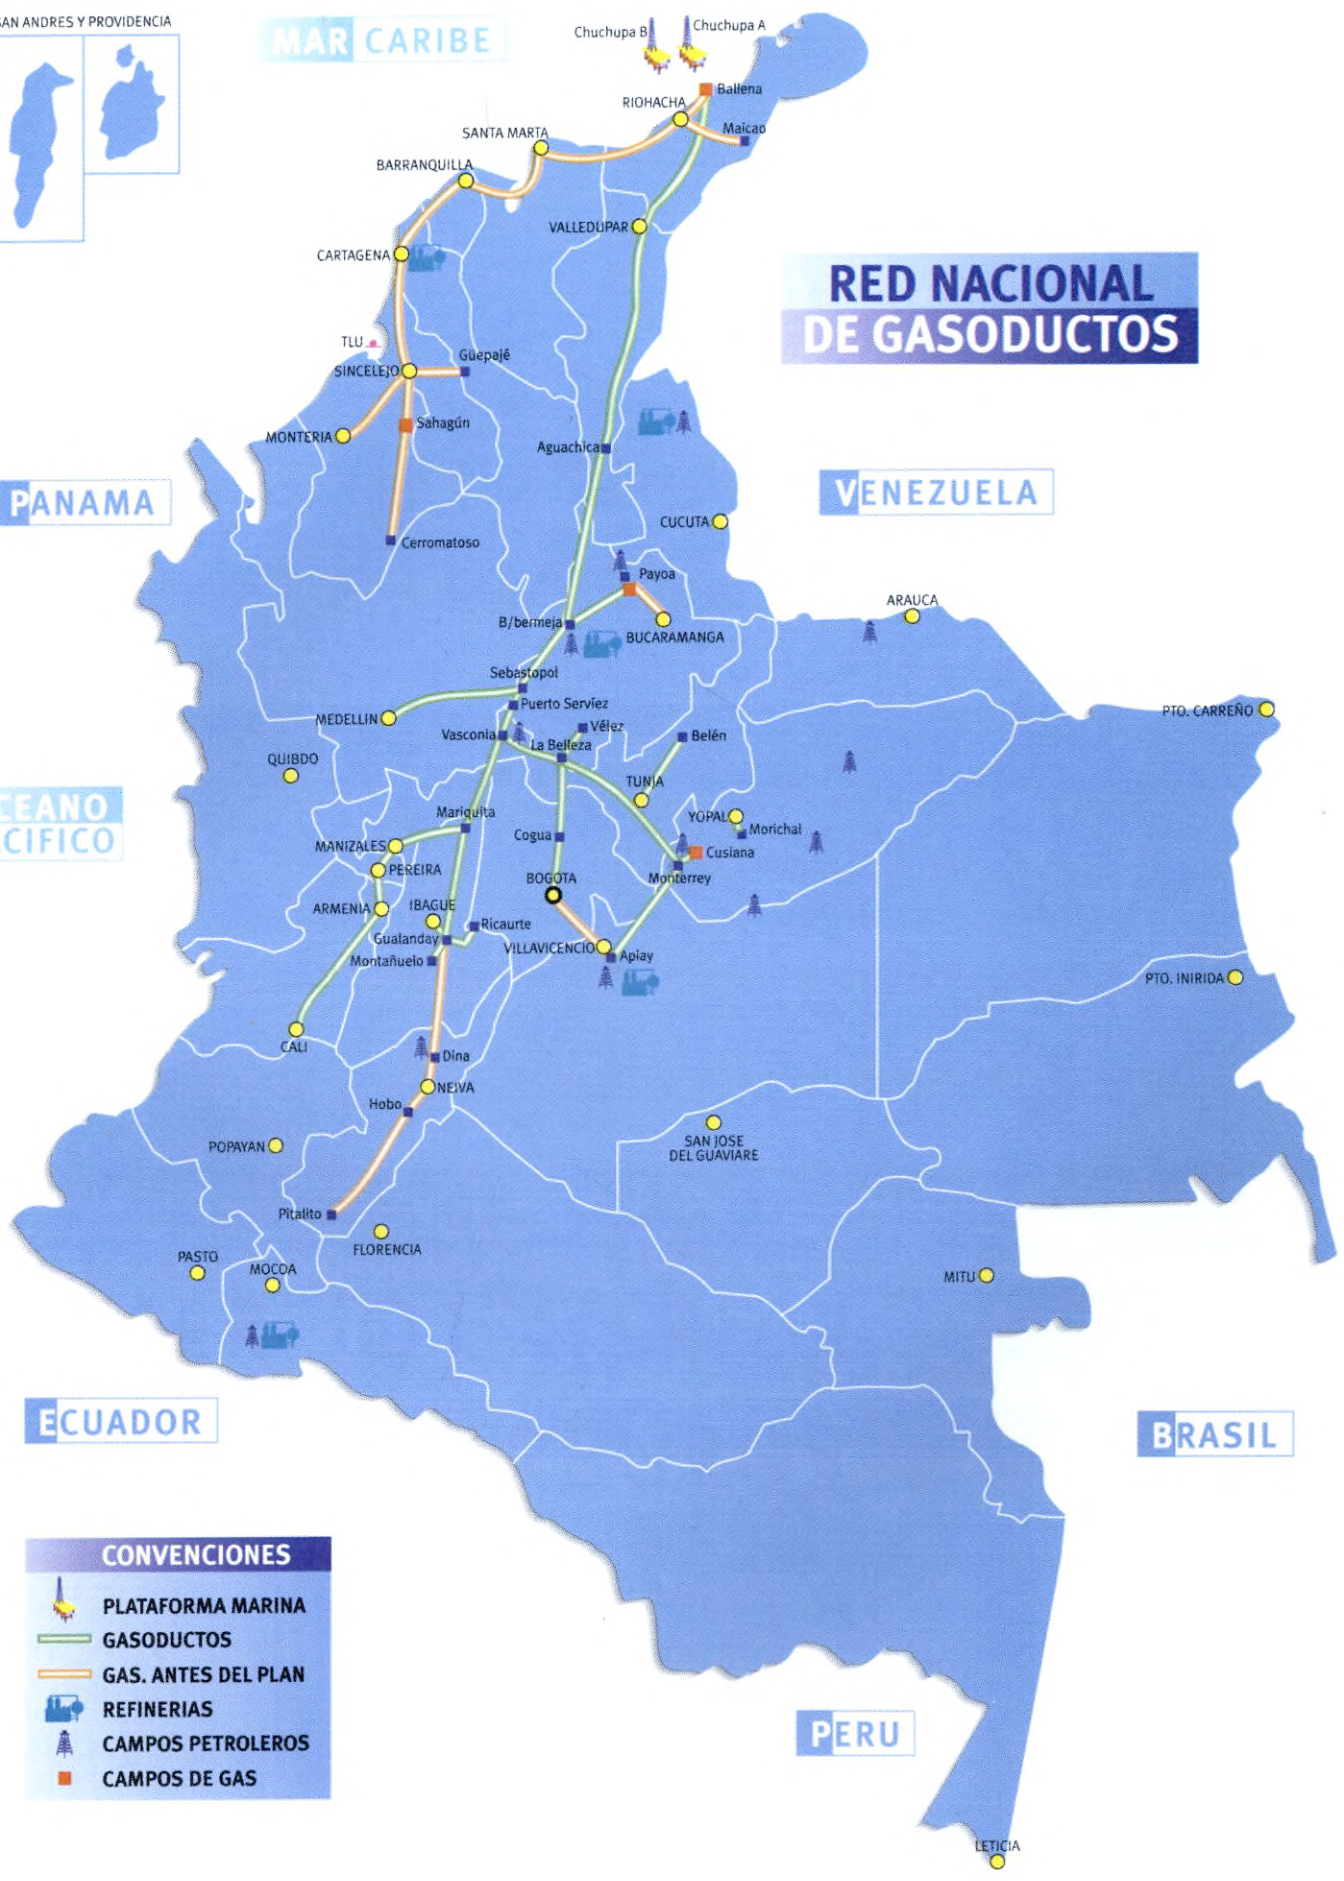 SAN ANDRES Y PROVIDENCIA
MAR CARIBE
Chuchupa B
Chuchupa A
Ballena
RIOHACHA
Maicao
SANTA MARTA
BARRANQUILLA
VALLEDUPAR
CARTAGENA
RED NACIONAL
DE GASODUCTOS
TLU
SINCELEJO
Güepajé
Sahagún
MONTERIA
Aguachica
PANAMA
VENEZUELA
CUCUTA
Cerromatoso
Payoa
ARAUCA
B/bermeja
BUCARAMANGA
Sebastopol
Puerto Servíez
MEDELLIN
PTO. CARREÑO
Vasconia
Vélez
La Belleza
Belén
QUIBDO
TUNJA
CEANO
CIFICO
Mariquita
YOPAL
Morichal
Cogua
MANIZALES
Cusiana
PEREIRA
BOGOTA
Monterrey
ARMENIA
IBAGUE
Ricaurte
Gualanday
VILLAVICENCIO
Apiay
Montañuelo
PTO. INIRIDA
CALI
Dina
NEIVA
Hobo
POPAYAN
SAN JOSE
DEL GUAVIARE
Pitalito
FLORENCIA
PASTO
MOCOA
MITU
ECUADOR
BRASIL
CONVENCIONES
PLATAFORMA MARINA
GASODUCTOS
GAS. ANTES DEL PLAN
REFINERIAS
CAMPOS PETROLEROS
CAMPOS DE GAS
PERU
LETICIA